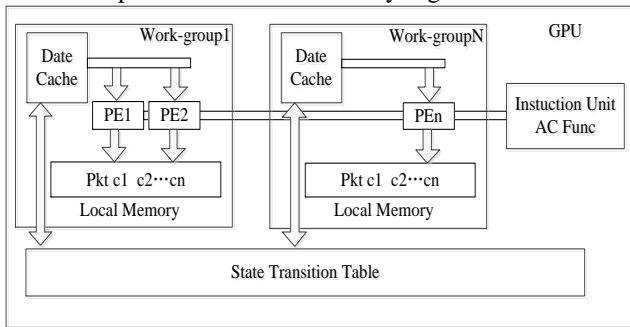 Work-group1
Work-groupN
GPU
Date
Cache
Date
Cache
PE1
PE2
PEn
Instuction Unit
AC Func
Pkt c1 c2···cn
Pkt c1 c2···cn
Local Memory
Local Memory
State Transition Table